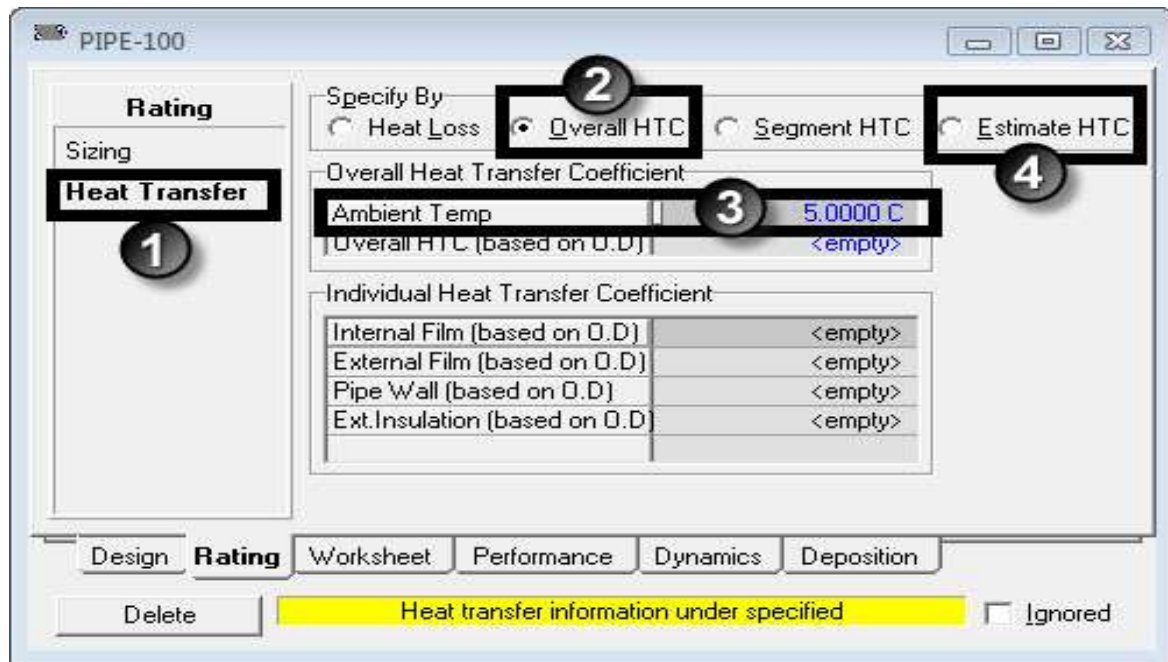 PIPE-100
Rating
Sizing
Heat Transfer
1
Specify By
Heat Loss
Overall HTC
Segment HTC
Estimate HTC
2
4
Overall Heat Transfer Coefficient
Ambient Temp 5.0000 C
3
Overall HTC (based on O.D) <empty>
Individual Heat Transfer Coefficient
Internal Film (based on O.D) <empty>
External Film (based on O.D) <empty>
Pipe Wall (based on O.D) <empty>
Ext.Insulation (based on O.D) <empty>
Design Rating Worksheet Performance Dynamics Deposition
Delete Heat transfer information under specified Ignored